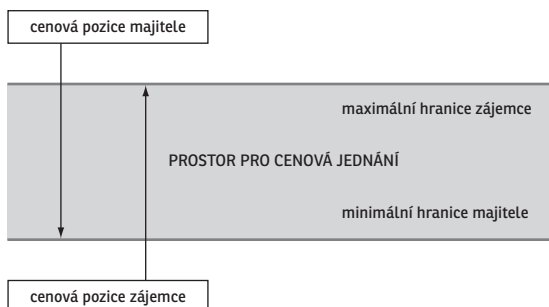 cenová pozice majitele
maximální hranice zájemce
PROSTOR PRO CENOVÁ JEDNÁNÍ
minimální hranice majitele
cenová pozice zájemce